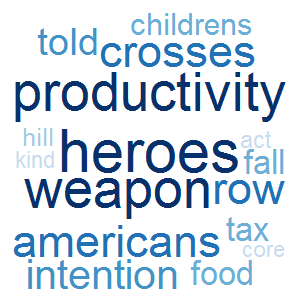 childrens
told crosses
productivity
hill heroes act
kind fall
weapon row
americans tax
core
intention food